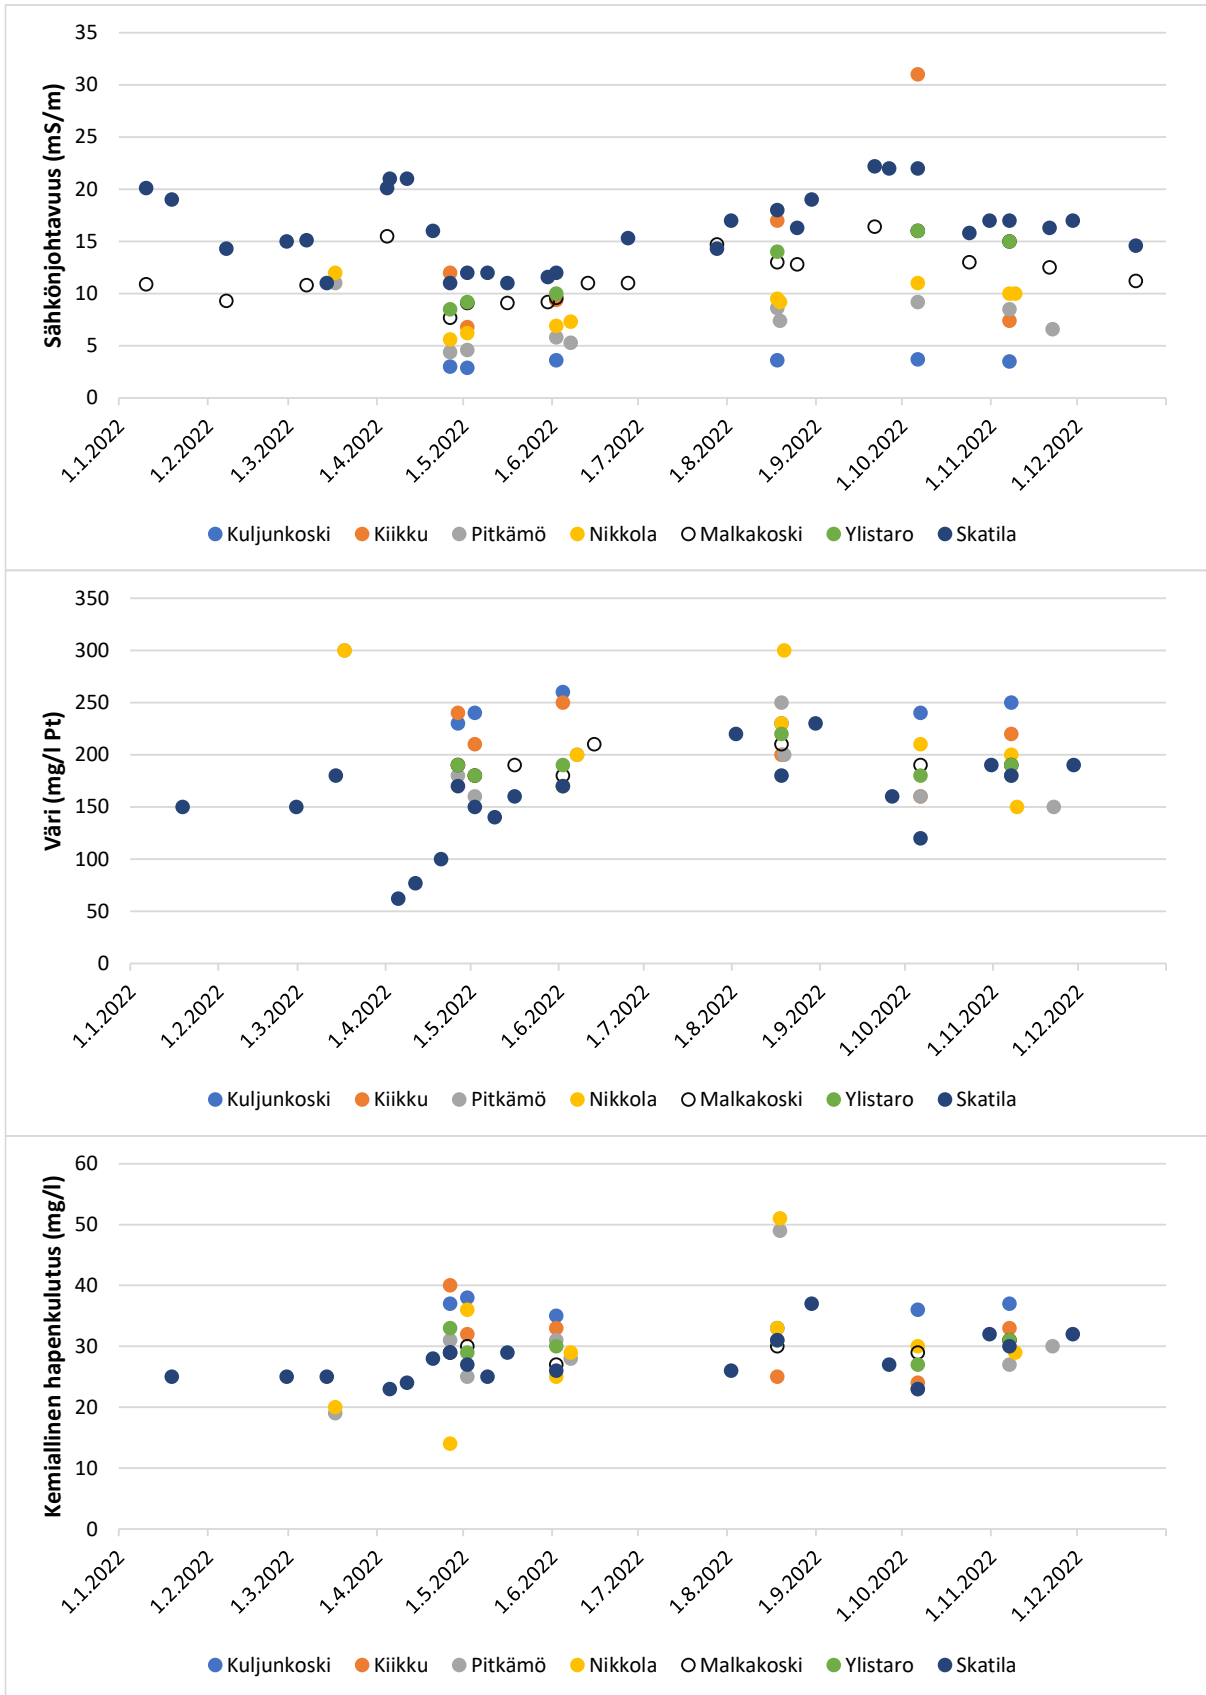 Sähkönjohtavuus (mS/m)
35
30
25
20
15
10
5
0
1.1.2022 1.2.2022 1.3.2022 1.4.2022 1.5.2022 1.6.2022 1.7.2022 1.8.2022 1.9.2022 1.10.2022 1.11.2022 1.12.2022
Kuljunkoski Kiikku Pitkämö Nikkola Malkakoski Ylistaro Skatila
Väri (mg/l Pt)
350
300
250
200
150
100
50
0
1.1.2022 1.2.2022 1.3.2022 1.4.2022 1.5.2022 1.6.2022 1.7.2022 1.8.2022 1.9.2022 1.10.2022 1.11.2022 1.12.2022
Kuljunkoski Kiikku Pitkämö Nikkola Malkakoski Ylistaro Skatila
Kemiallinen hapenkulutus (mg/l)
60
50
40
30
20
10
0
1.1.2022 1.2.2022 1.3.2022 1.4.2022 1.5.2022 1.6.2022 1.7.2022 1.8.2022 1.9.2022 1.10.2022 1.11.2022 1.12.2022
Kuljunkoski Kiikku Pitkämö Nikkola Malkakoski Ylistaro Skatila